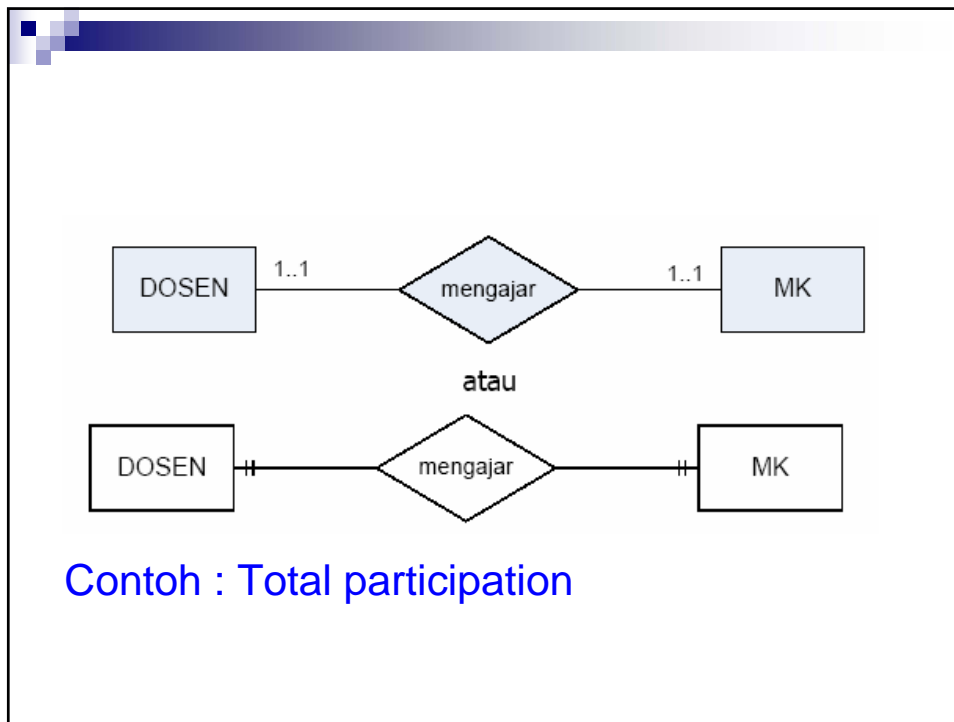 1..1 1..1
DOSEN mengajar MK
atau
DOSEN mengajar MK
Contoh : Total participation